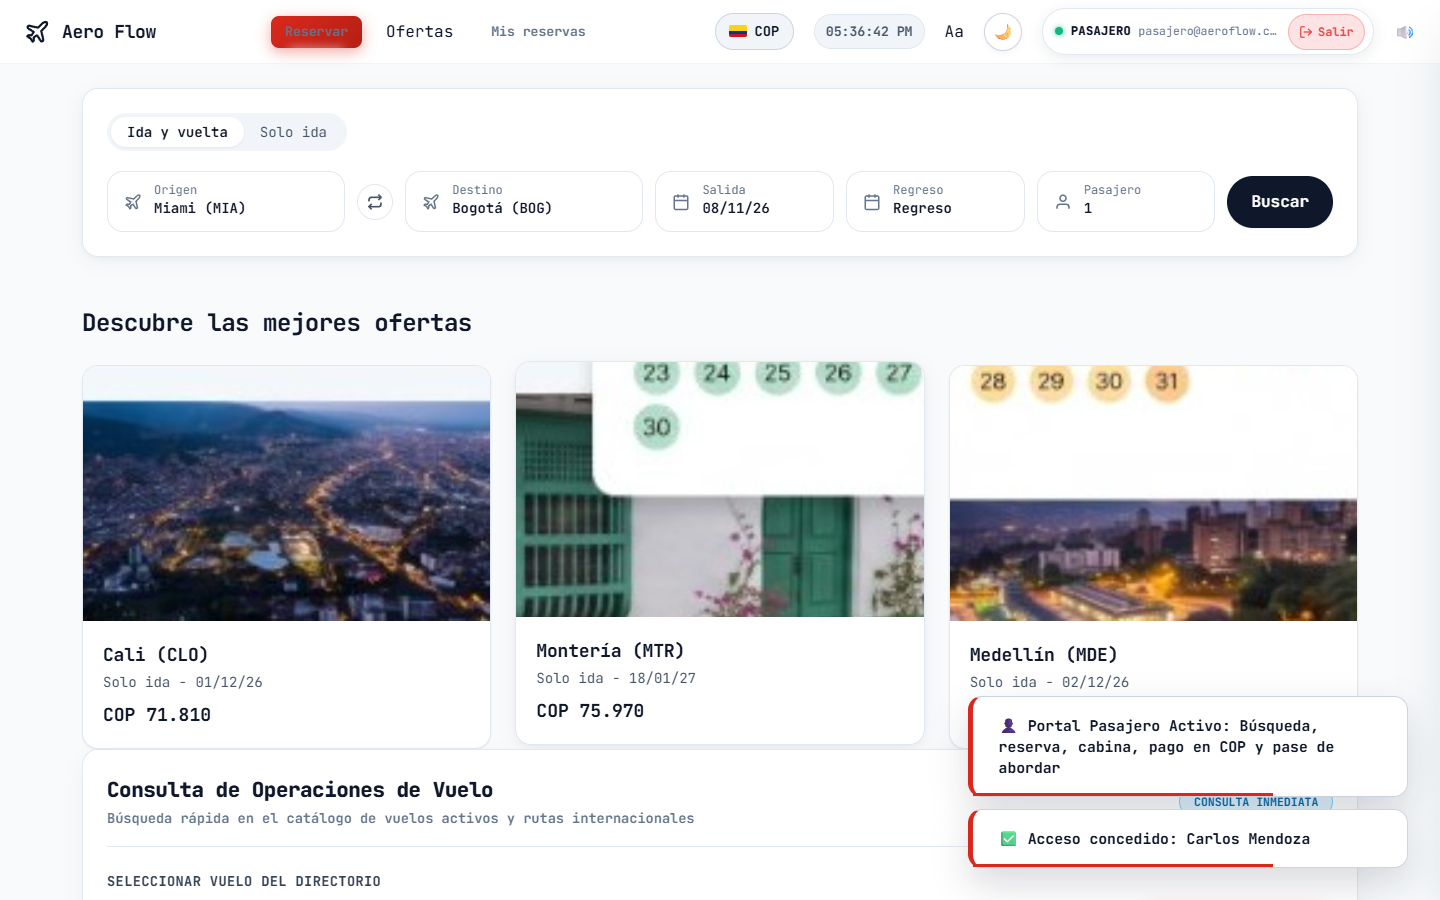 Aero Flow
Reservar
Ofertas
Mis reservas
COP
05:36:42 PM
Aa
PASAJERO pasajero@aeroflow.c…
Salir
Ida y vuelta
Solo ida
Origen
Miami (MIA)
Destino
Bogotá (BOG)
Salida
08/11/26
Regreso
Regreso
Pasajero
1
Buscar
Descubre las mejores ofertas
23 24 25 26 27
30
28 29 30 31
Cali (CLO)
Solo ida - 01/12/26
COP 71.810
Montería (MTR)
Solo ida - 18/01/27
COP 75.970
Medellín (MDE)
Solo ida - 02/12/26
Consulta de Operaciones de Vuelo
Búsqueda rápida en el catálogo de vuelos activos y rutas internacionales
CONSULTA INMEDIATA
SELECCIONAR VUELO DEL DIRECTORIO
Portal Pasajero Activo: Búsqueda,
reserva, cabina, pago en COP y pase de
abordar
Acceso concedido: Carlos Mendoza